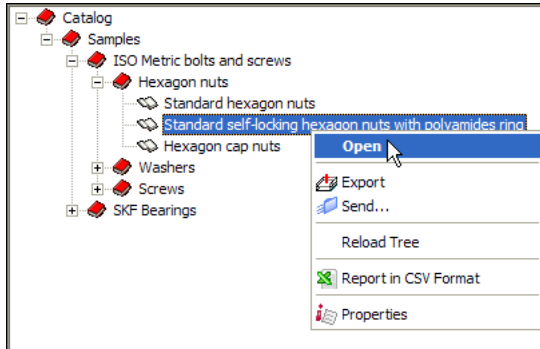 Catalog
Samples
ISO Metric bolts and screws
Hexagon nuts
Standard hexagon nuts
Standard self-locking hexagon nuts with polyamides ring
Hexagon cap nuts
Open
Washers
Export
Screws
Send...
SKF Bearings
Reload Tree
Report in CSV Format
Properties